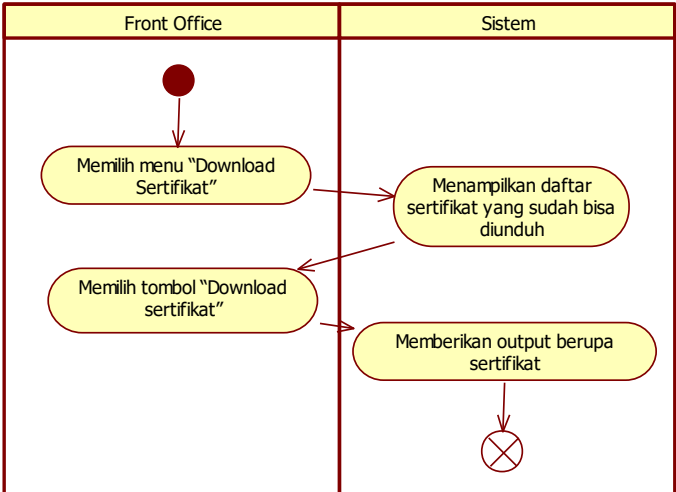 Front Office
Sistem
Memilih menu “Download
Sertifikat”
Menampilkan daftar
sertifikat yang sudah bisa
diunduh
Memilih tombol “Download
sertifikat”
Memberikan output berupa
sertifikat